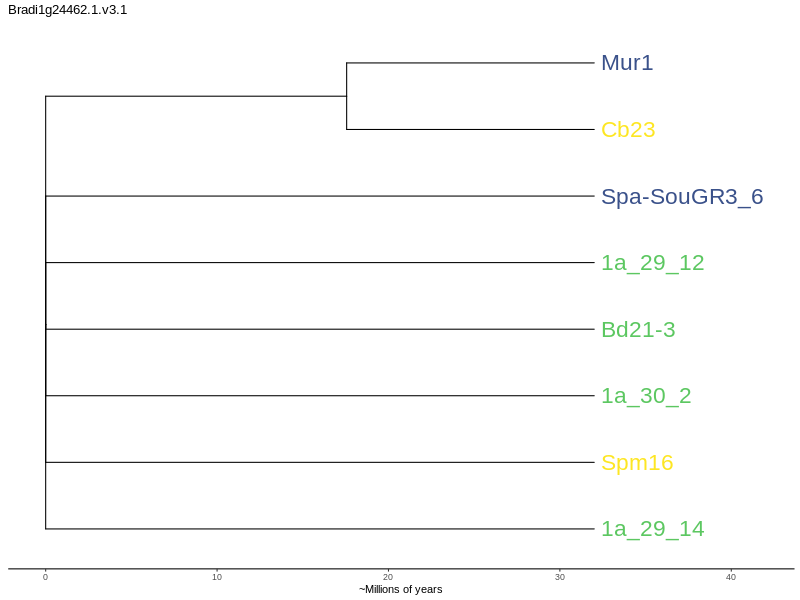 Bradi1g24462.1.v3.1
Mur1
Cb23
Spa-SouGR3_6
1a_29_12
Bd21-3
1a_30_2
Spm16
1a_29_14
0 10 20 30 40
~Millions of years